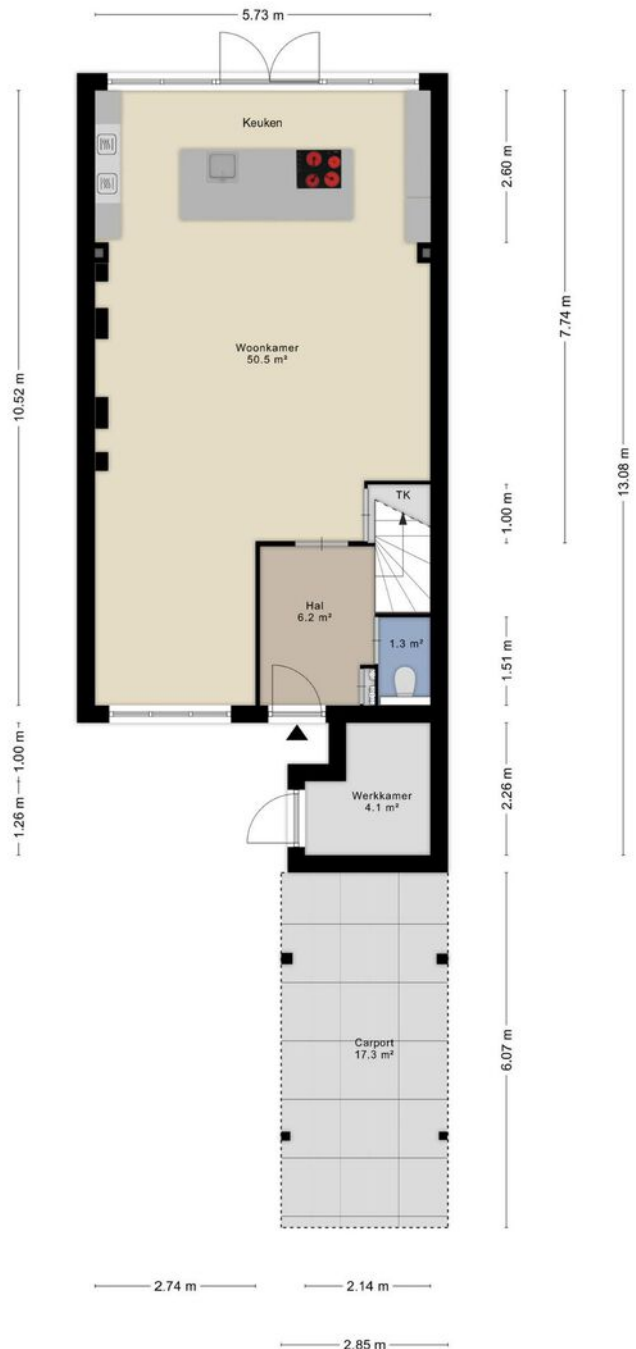 5.73 m
Keuken
2.60 m
7.74 m
Woonkamer
50.5 m²
10.52 m
13.08 m
TK
1.00 m
Hal
6.2 m²
1.3 m²
1.51 m
1.00 m
1.26 m
Werkkamer
4.1 m²
2.26 m
Carport
17.3 m²
6.07 m
2.74 m
2.14 m
2.85 m